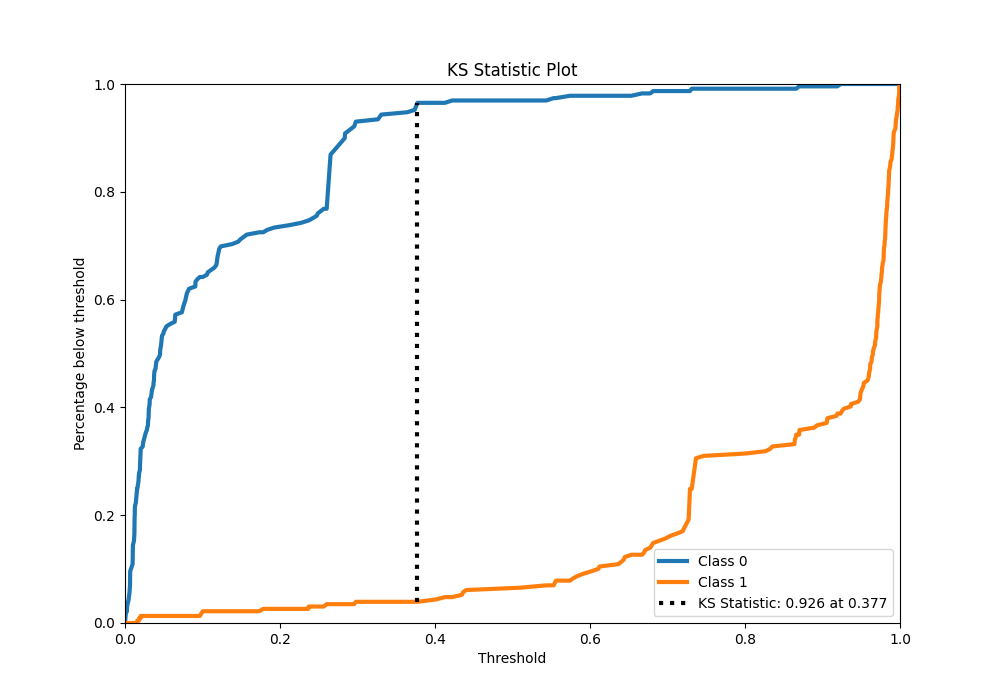 KS Statistic Plot
1.0
0.8
0.6
0.4
0.2
0.0
Percentage below threshold
0.0 0.2 0.4 0.6 0.8 1.0
Threshold
Class 0
Class 1
KS Statistic: 0.926 at 0.377